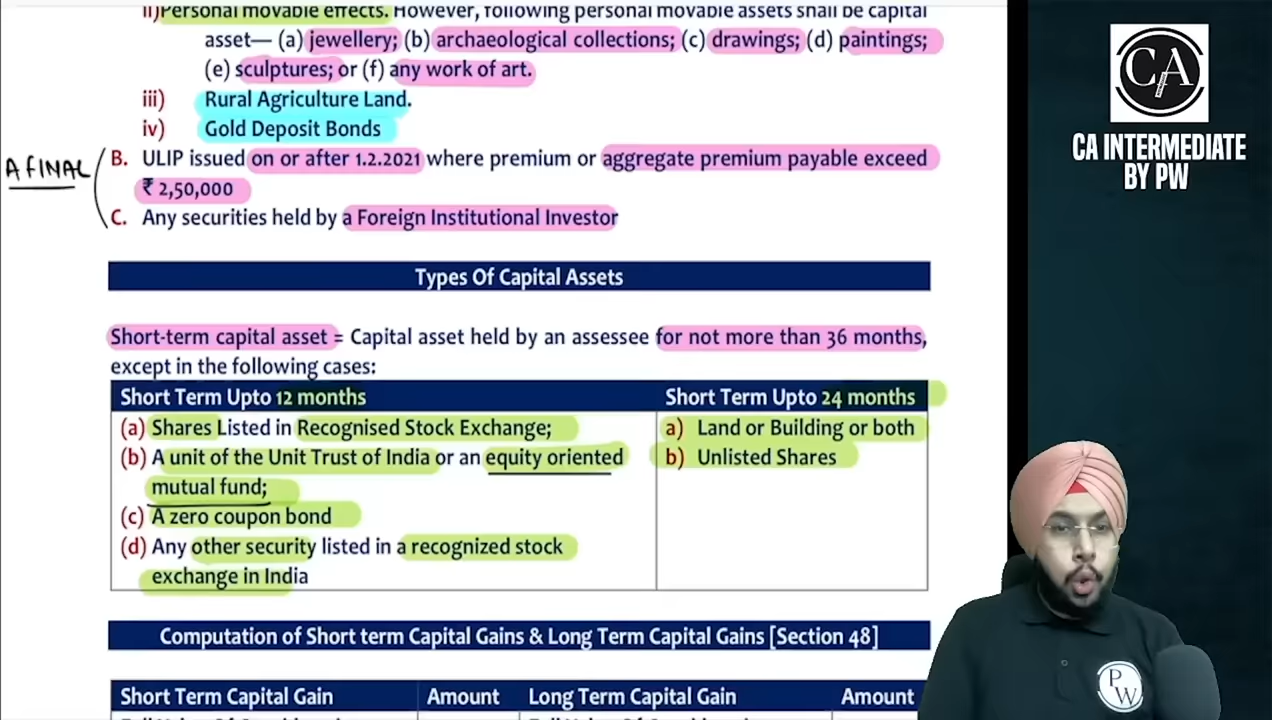 ii)Personal movable effects. However, following personal movable assets shall be capital
asset— (a) jewellery; (b) archaeological collections; (c) drawings; (d) paintings;
(e) sculptures; or (f) any work of art.
iii) Rural Agriculture Land.
iv) Gold Deposit Bonds
A FINAL
B. ULIP issued on or after 1.2.2021 where premium or aggregate premium payable exceed
₹ 2,50,000
C. Any securities held by a Foreign Institutional Investor
Types Of Capital Assets
Short-term capital asset = Capital asset held by an assessee for not more than 36 months,
except in the following cases:
Short Term Upto 12 months
(a) Shares Listed in Recognised Stock Exchange;
(b) A unit of the Unit Trust of India or an equity oriented
mutual fund;
(c) A zero coupon bond
(d) Any other security listed in a recognized stock
exchange in India
Short Term Upto 24 months
a) Land or Building or both
b) Unlisted Shares
Computation of Short term Capital Gains & Long Term Capital Gains [Section 48]
Short Term Capital Gain Amount Long Term Capital Gain Amount
CA
CA INTERMEDIATE
BY PW
P
W